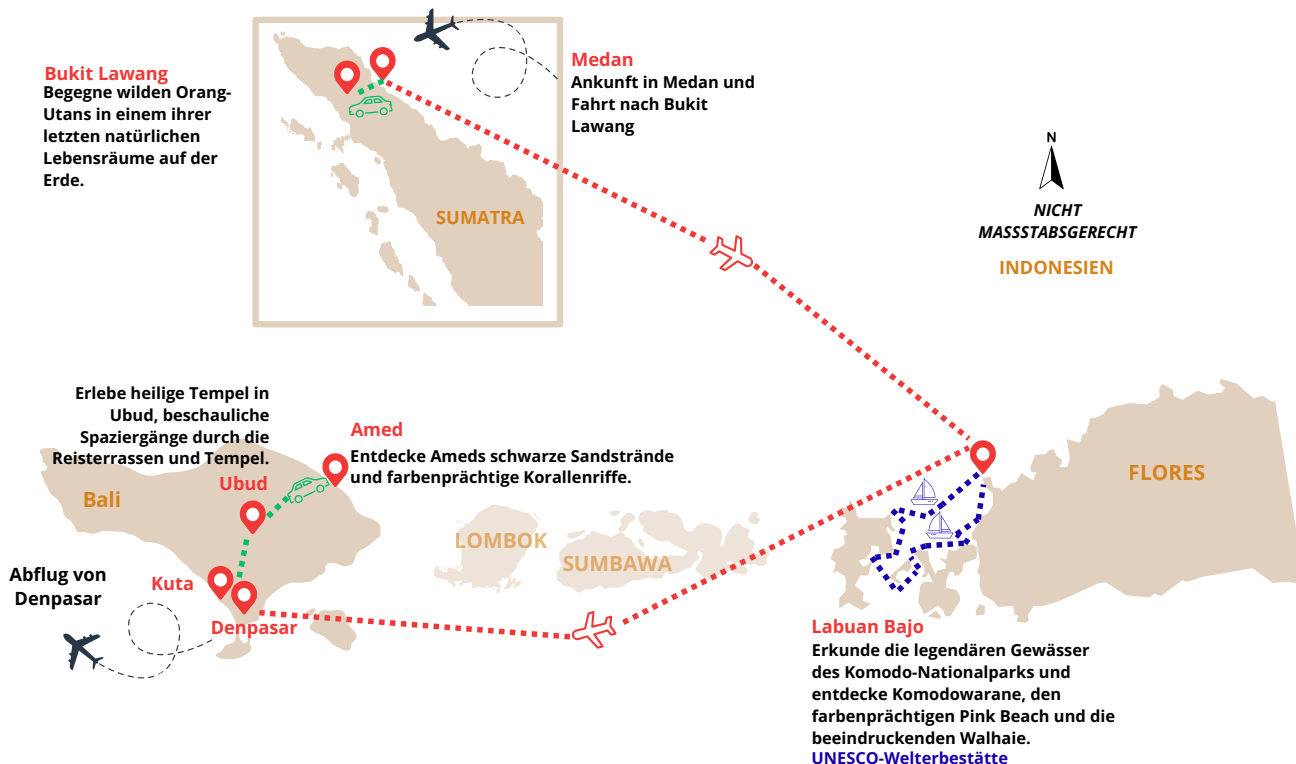 Bukit Lawang
Begegne wilden Orang-
Utans in einem ihrer
letzten natürlichen
Lebensräume auf der
Erde.
Medan
Ankunft in Medan und
Fahrt nach Bukit
Lawang
SUMATRA
N
NICHT
MASSSTABSGERECHT
INDONESIEN
Erlebe heilige Tempel in
Ubud, beschauliche
Spaziergänge durch die
Reisterrassen und Tempel.
Ubud
Bali
Amed
Entdecke Ameds schwarze Sandstrände
und farbenprächtige Korallenriffe.
LOMBOK
SUMBAWA
FLORES
Kuta
Denpasar
Abflug von
Denpasar
Labuan Bajo
Erkunde die legendären Gewässer
des Komodo-Nationalparks und
entdecke Komodowarane, den
farbenprächtigen Pink Beach und die
beeindruckenden Walhaie.
UNESCO-Welterbestätte